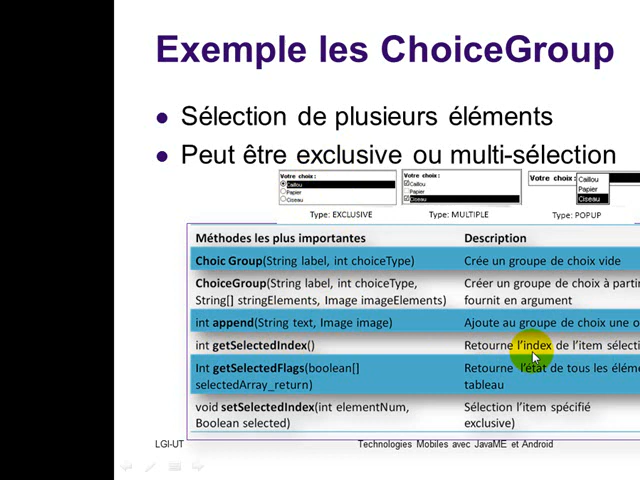 Exemple les ChoiceGroup
Sélection de plusieurs éléments
Peut être exclusive ou multi-sélection
Votre choix :
Caillou
Papier
Ciseau
Votre choix :
Caillou
Papier
Ciseau
Votre choix :
Caillou
Papier
Ciseau
Type: EXCLUSIVE
Type: MULTIPLE
Type: POPUP
Méthodes les plus importantes Description
Choic Group(String label, int choiceType) Crée un groupe de choix vide
ChoiceGroup(String label, int choiceType, Créer un groupe de choix à parti
String[] stringElements, Image imageElements) fournit en argument
int append(String text, Image image) Ajoute au groupe de choix une o
int getSelectedIndex() Retourne l'index de l'item sélecti
Int getSelectedFlags(boolean[] Retourne l'état de tous les éléme
selectedArray_return) tableau
void setSelectedIndex(int elementNum, Sélection l'item spécifié
Boolean selected) exclusive)
LGI-UT Technologies Mobiles avec JavaME et Android